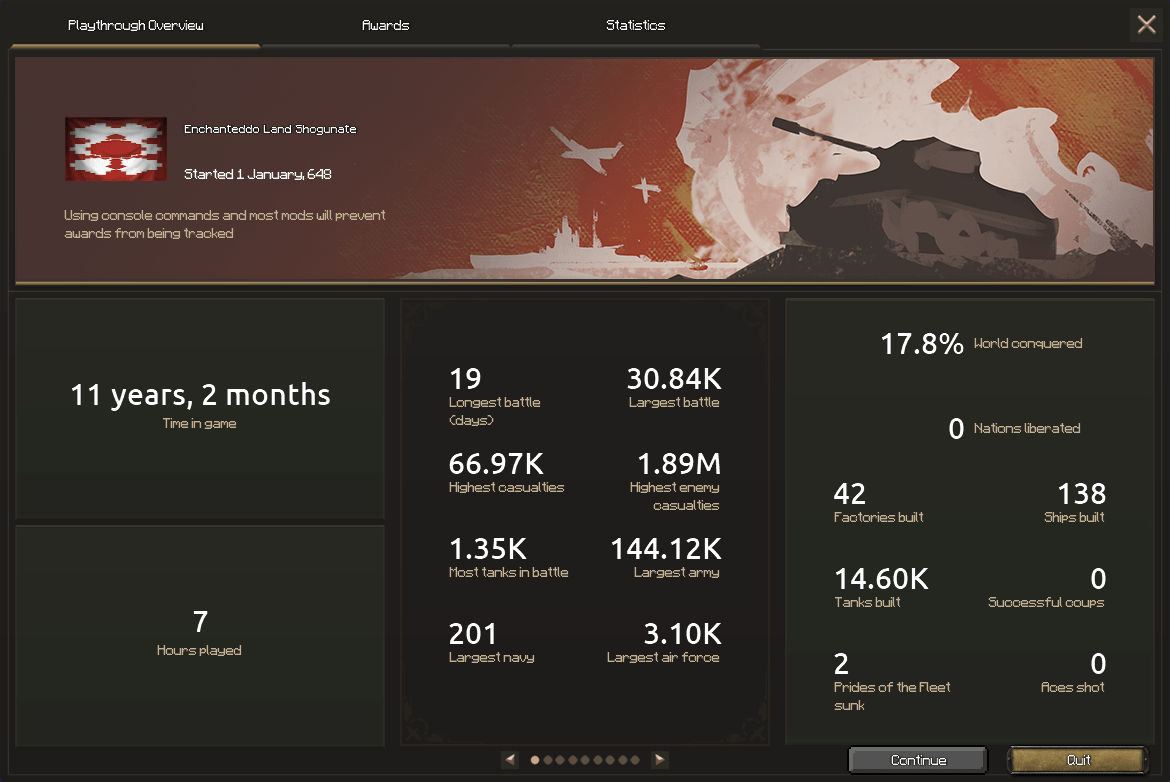 Playthrough Overview
Awards
Statistics
Enchanteddo Land Shogunate
Started 1 January, 648
Using console commands and most mods will prevent
awards from being tracked
11 years, 2 months
Time in game
7
Hours played
19
Longest battle
(days)
30.84K
Largest battle
66.97K
Highest casualties
1.89M
Highest enemy
casualties
1.35K
Most tanks in battle
144.12K
Largest army
201
Largest navy
3.10K
Largest air force
17.8% World conquered
0 Nations liberated
42
Factories built
138
Ships built
14.60K
Tanks built
0
Successful coups
2
Prides of the Fleet
sunk
0
Aces shot
Continue
Quit